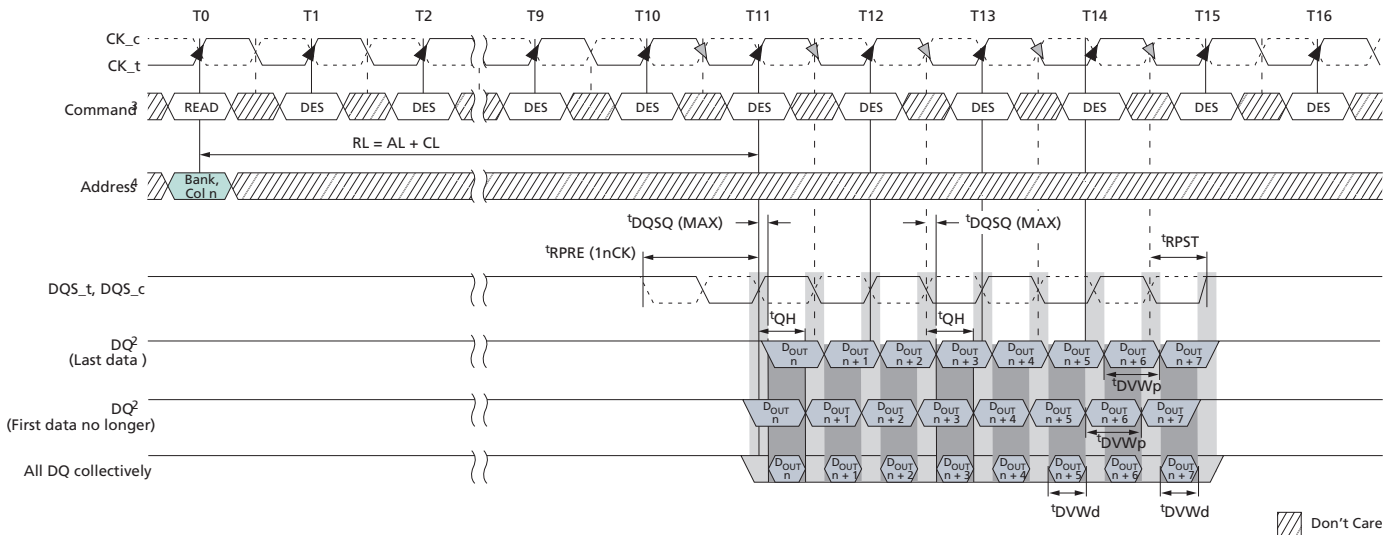 T0 T1 T2 T9 T10 T11 T12 T13 T14 T15 T16
CK_c
CK_t
Command3 READ DES DES DES DES DES DES DES DES DES DES
RL = AL + CL
Address4 Bank, Col n
tDQSQ (MAX) tDQSQ (MAX)
tRPRE (1nCK) tRPST
DQS_t, DQS_c
tQH tQH
DQ2 (Last data )
DOUT n DOUT n + 1 DOUT n + 2 DOUT n + 3 DOUT n + 4 DOUT n + 5 DOUT n + 6 DOUT n + 7
tDVWp
DQ2 (First data no longer)
DOUT n DOUT n + 1 DOUT n + 2 DOUT n + 3 DOUT n + 4 DOUT n + 5 DOUT n + 6 DOUT n + 7
tDVWp
All DQ collectively
DOUT n DOUT n + 1 DOUT n + 2 DOUT n + 3 DOUT n + 4 DOUT n + 5 DOUT n + 6 DOUT n + 7
tDVWd tDVWd
Don't Care